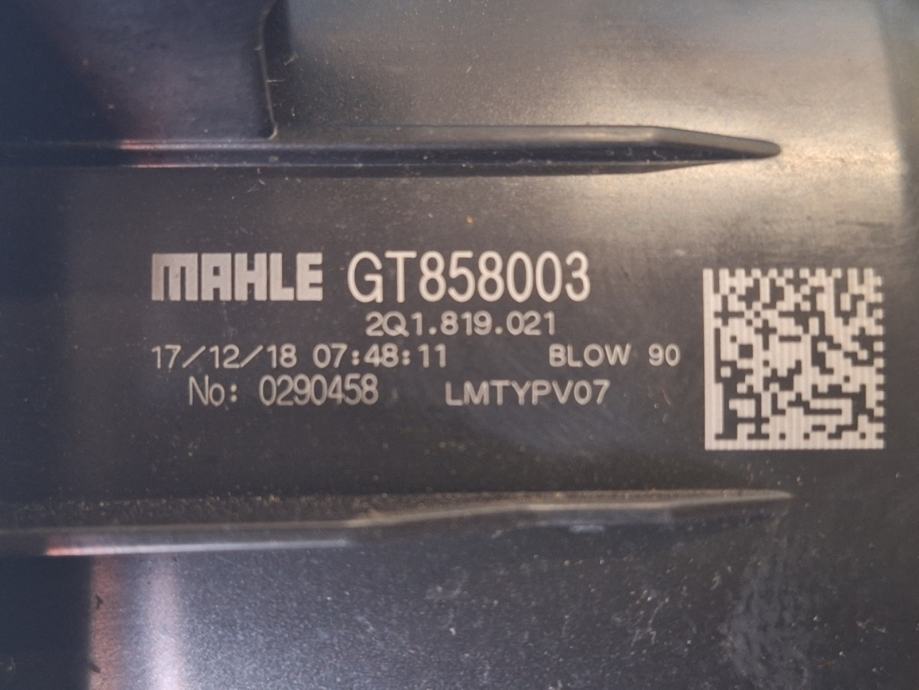 MAHLE GT858003
2Q1.819.021
17/12/18 07:48:11 BLOW 90
No: 0290458 LMTYPV07